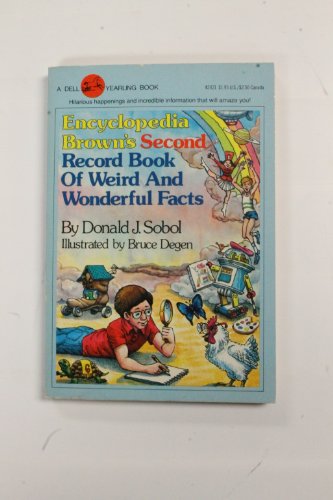 A DELL YEARLING BOOK
Hilarious happenings and incredible information that will amaze you!
Encyclopedia
Brown's Second
Record Book
Of Weird And
Wonderful Facts
By Donald J. Sobol
Illustrated by Bruce Degen